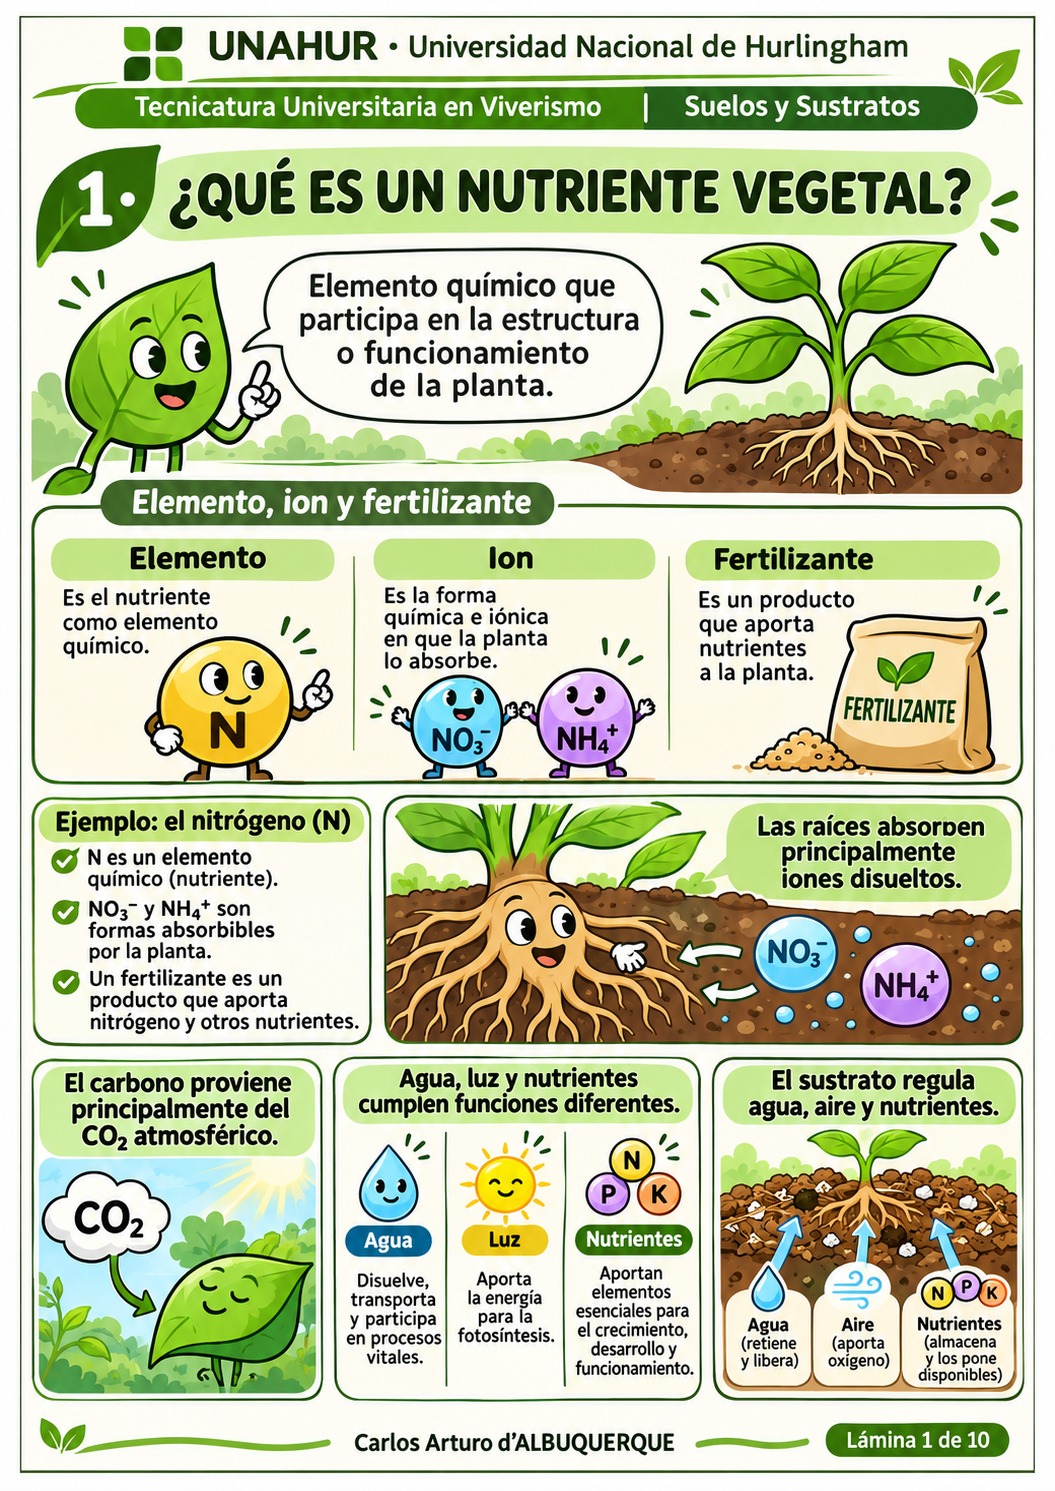 UNAHUR • Universidad Nacional de Hurlingham
Tecnicatura Universitaria en Viverismo | Suelos y Sustratos
1. ¿QUÉ ES UN NUTRIENTE VEGETAL?
Elemento químico que
participa en la estructura
o funcionamiento
de la planta.
Elemento, ion y fertilizante
Elemento
Es el nutriente
como elemento
químico.
N
Ion
Es la forma
química e iónica
en que la planta
lo absorbe.
NO₃⁻
NH₄⁺
Fertilizante
Es un producto
que aporta
nutrientes
a la planta.
FERTILIZANTE
Ejemplo: el nitrógeno (N)
N es un elemento
químico (nutriente).
NO₃⁻ y NH₄⁺ son
formas absorbibles
por la planta.
Un fertilizante es un
producto que aporta
nitrógeno y otros nutrientes.
Las raíces absorben
principalmente
iones disueltos.
NO₃⁻
NH₄⁺
El carbono proviene
principalmente del
CO₂ atmosférico.
CO₂
Agua, luz y nutrientes
cumplen funciones diferentes.
Agua
Disuelve,
transporta
y participa
en procesos
vitales.
Luz
Aporta
la energía
para la
fotosíntesis.
N
P K
Nutrientes
Aportan
elementos
esenciales para
el crecimiento,
desarrollo y
funcionamiento.
El sustrato regula
agua, aire y nutrientes.
Agua
(retiene
y libera)
Aire
(aporta
oxígeno)
N P K
Nutrientes
(almacena
y los pone
disponibles)
Carlos Arturo d'ALBUQUERQUE
Lámina 1 de 10